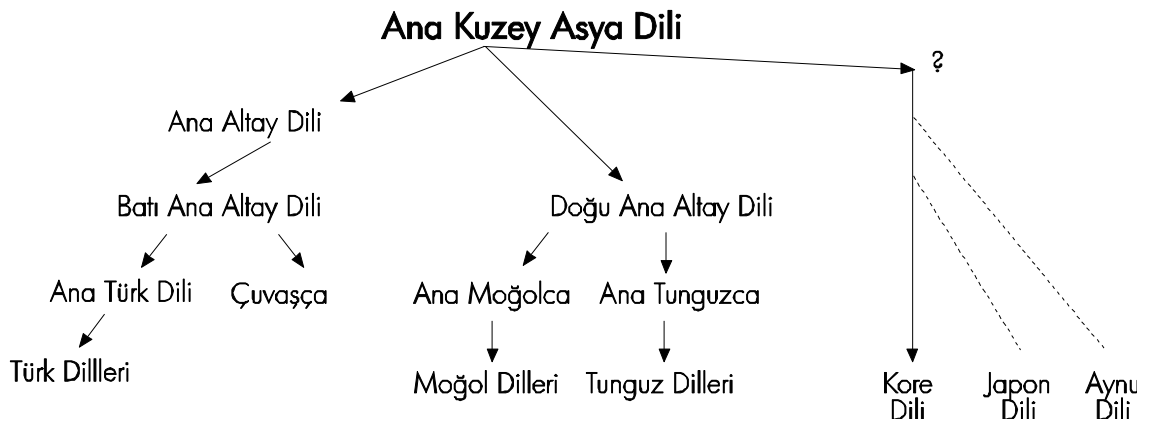 Ana Kuzey Asya Dili
?
Ana Altay Dili
Batı Ana Altay Dili
Doğu Ana Altay Dili
Ana Türk Dili
Çuvaşça
Ana Moğolca
Ana Tunguzca
Türk Dillleri
Moğol Dilleri
Tunguz Dilleri
Kore
Dili
Japon
Dili
Aynu
Dili